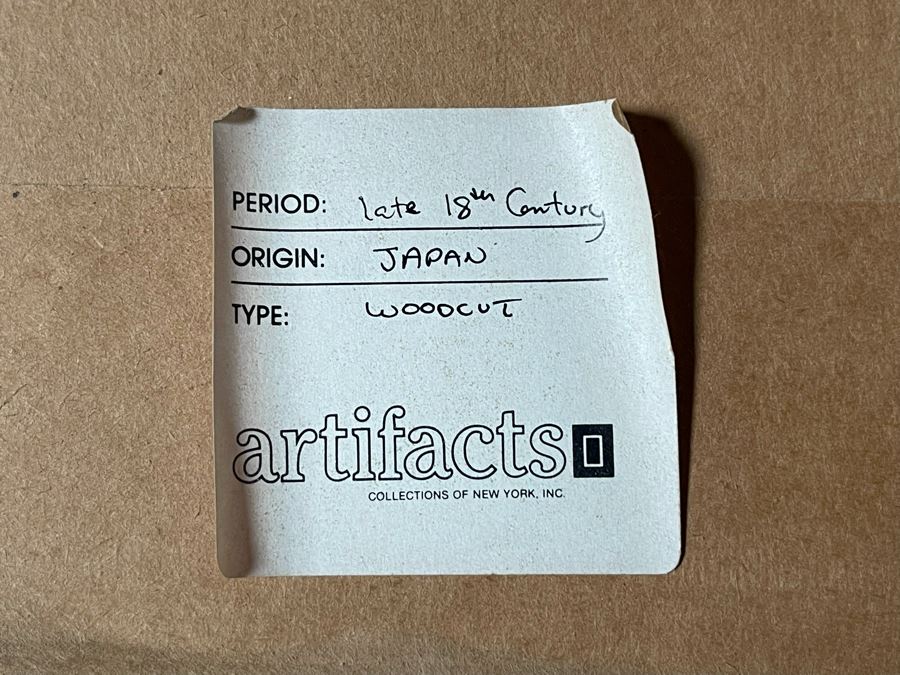 PERIOD: late 18th Century
ORIGIN: JAPAN
TYPE: WOODCUT
artifacts
COLLECTIONS OF NEW YORK, INC.